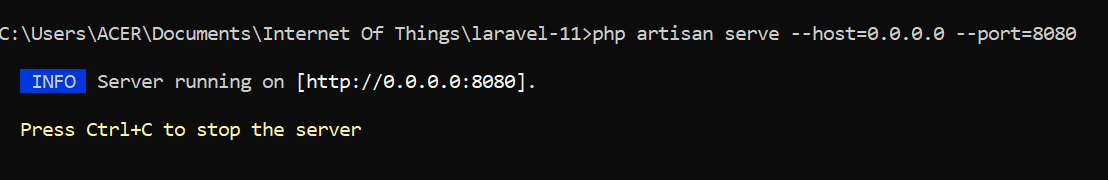 C:\Users\ACER\Documents\Internet Of Things\laravel-11>php artisan serve --host=0.0.0.0 --port=8080
INFO Server running on [http://0.0.0.0:8080].
Press Ctrl+C to stop the server